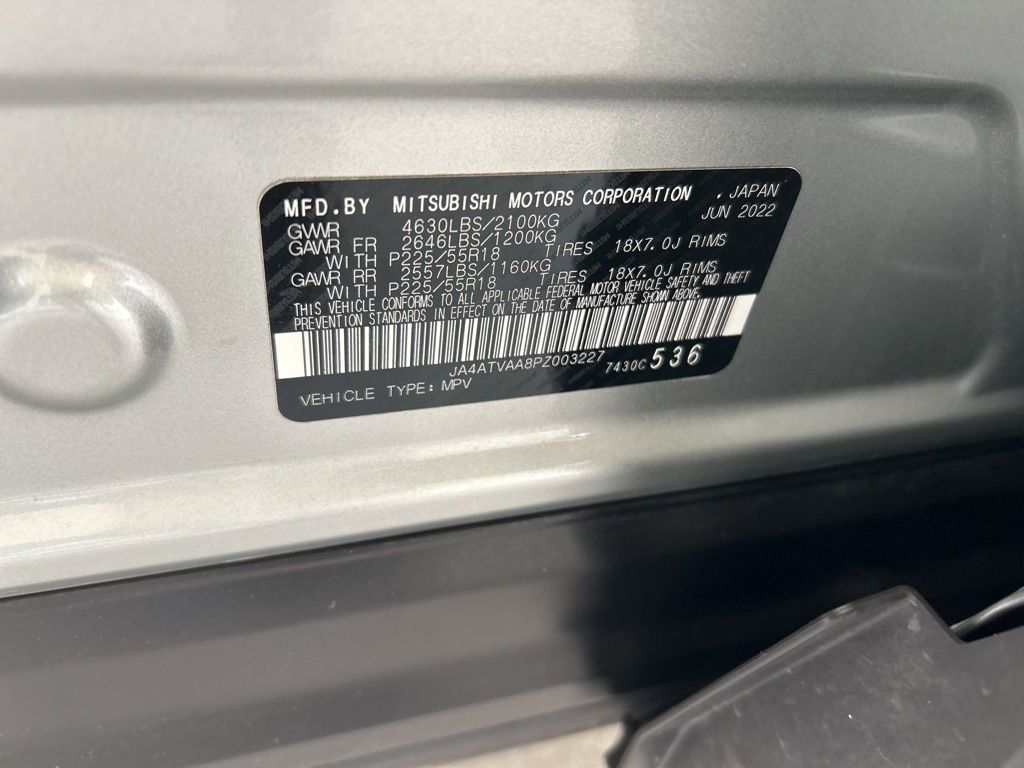 MFD.BY MITSUBISHI MOTORS CORPORATION , JAPAN
GVWR 4630LBS/2100KG JUN 2022
GAWR FR 2646LBS/1200KG
WITH P225/55R18 TIRES 18X7.0J RIMS
GAWR RR 2557LBS/1160KG
WITH P225/55R18 TIRES 18X7.0J RIMS
THIS VEHICLE CONFORMS TO ALL APPLICABLE FEDERAL MOTOR VEHICLE SAFETY AND THEFT
PREVENTION STANDARDS IN EFFECT ON THE DATE OF MANUFACTURE SHOWN ABOVE.
JA4ATVAA8PZ003227 7430C 536
VEHICLE TYPE: MPV